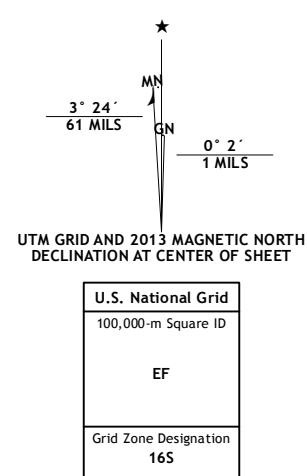 ★
MN
3° 24´
61 MILS
GN
0° 2´
1 MILS
UTM GRID AND 2013 MAGNETIC NORTH
DECLINATION AT CENTER OF SHEET
U.S. National Grid
100,000-m Square ID
EF
Grid Zone Designation
16S